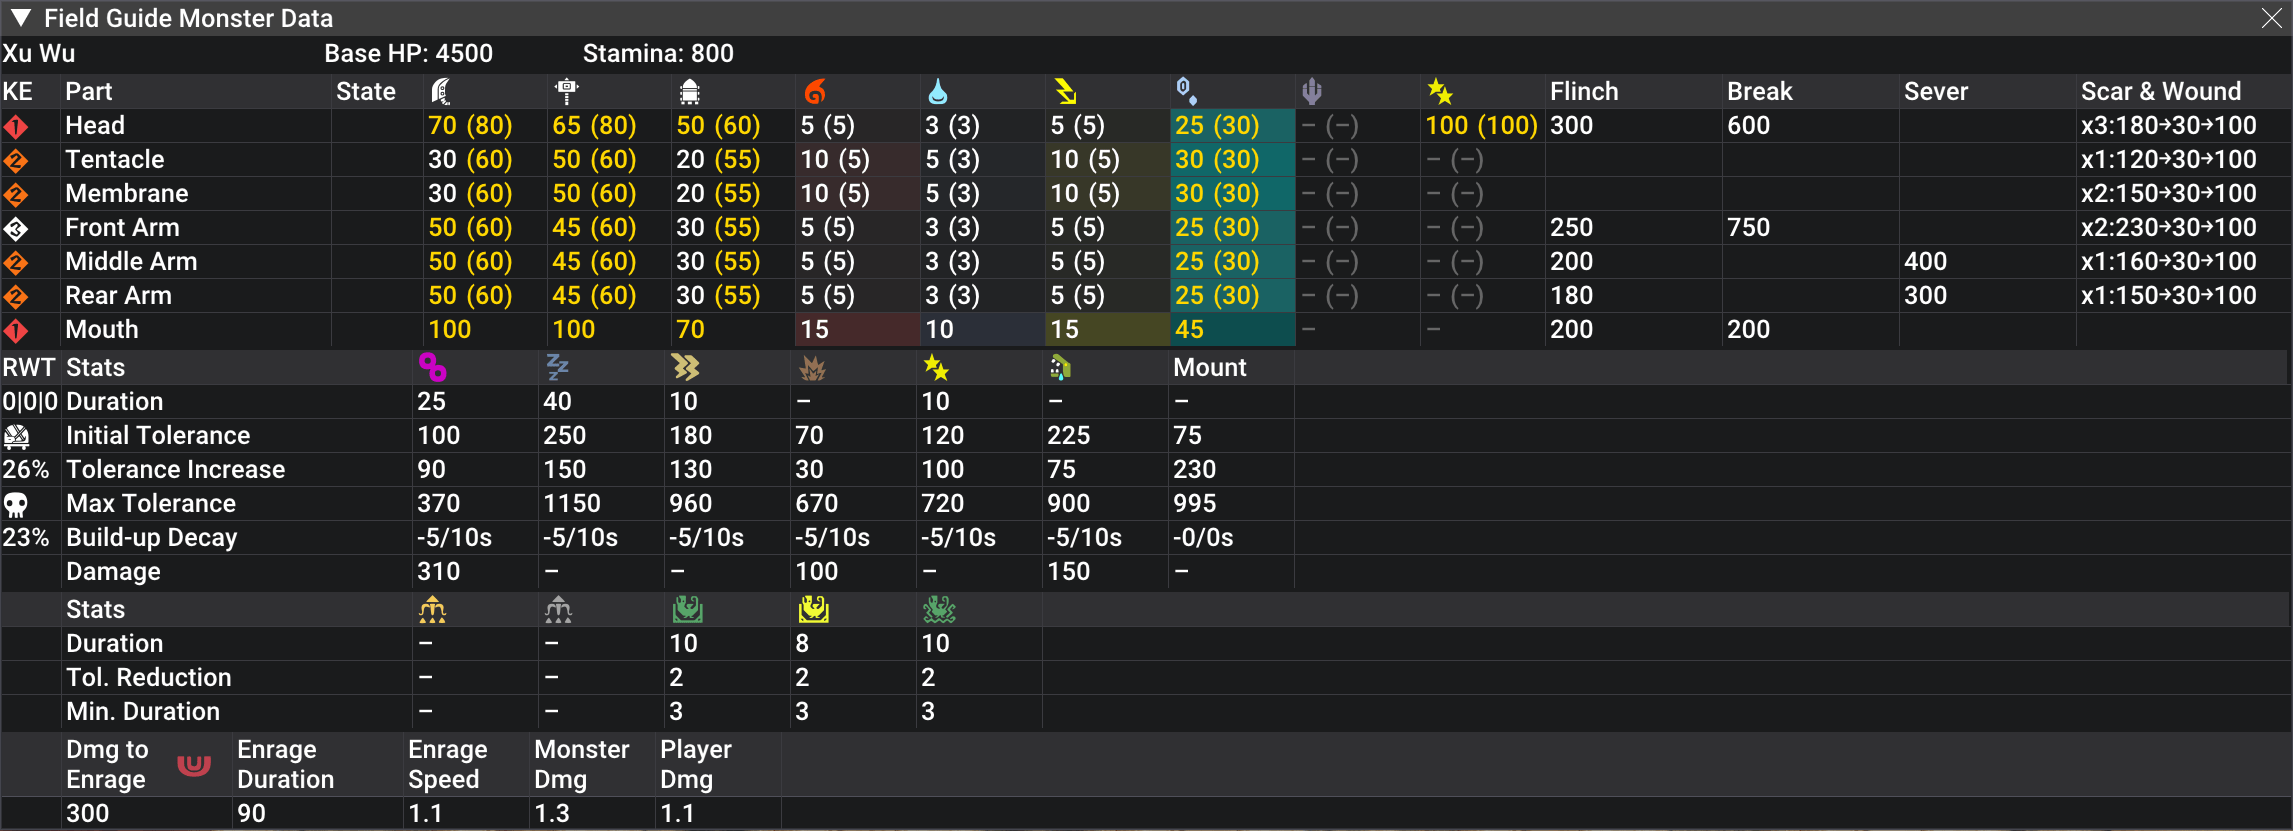 Field Guide Monster Data
Xu Wu Base HP: 4500 Stamina: 800
KE Part State Flinch Break Sever Scar & Wound
1 Head 70 (80) 65 (80) 50 (60) 5 (5) 3 (3) 5 (5) 25 (30) – (–) 100 (100) 300 600 x3:180→30→100
2 Tentacle 30 (60) 50 (60) 20 (55) 10 (5) 5 (3) 10 (5) 30 (30) – (–) – (–) x1:120→30→100
2 Membrane 30 (60) 50 (60) 20 (55) 10 (5) 5 (3) 10 (5) 30 (30) – (–) – (–) x2:150→30→100
3 Front Arm 50 (60) 45 (60) 30 (55) 5 (5) 3 (3) 5 (5) 25 (30) – (–) – (–) 250 750 x2:230→30→100
2 Middle Arm 50 (60) 45 (60) 30 (55) 5 (5) 3 (3) 5 (5) 25 (30) – (–) – (–) 200 400 x1:160→30→100
2 Rear Arm 50 (60) 45 (60) 30 (55) 5 (5) 3 (3) 5 (5) 25 (30) – (–) – (–) 180 300 x1:150→30→100
1 Mouth 100 100 70 15 10 15 45 – – 200 200
RWT Stats Mount
0|0|0 Duration 25 40 10 – 10 – –
Initial Tolerance 100 250 180 70 120 225 75
26% Tolerance Increase 90 150 130 30 100 75 230
Max Tolerance 370 1150 960 670 720 900 995
23% Build-up Decay -5/10s -5/10s -5/10s -5/10s -5/10s -5/10s -0/0s
Damage 310 – – 100 – 150 –
Stats
Duration – – 10 8 10
Tol. Reduction – – 2 2 2
Min. Duration – – 3 3 3
Dmg to Enrage Enrage Duration Enrage Speed Monster Dmg Player Dmg
300 90 1.1 1.3 1.1